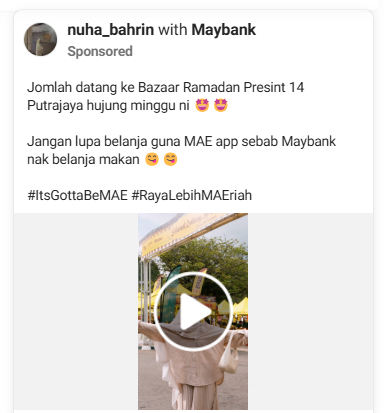 nuha_bahrin with Maybank
Sponsored
Jomlah datang ke Bazaar Ramadan Presint 14
Putrajaya hujung minggu ni 🤩 🤩
Jangan lupa belanja guna MAE app sebab Maybank
nak belanja makan 😋 😋
#ItsGottaBeMAE #RayaLebihMAEriah